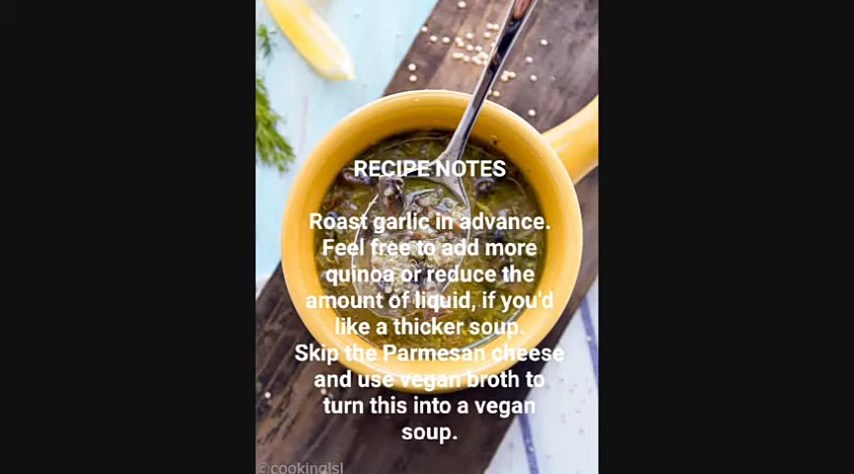 RECIPE NOTES
Roast garlic in advance.
Feel free to add more
quinoa or reduce the
amount of liquid, if you'd
like a thicker soup.
Skip the Parmesan cheese
and use vegan broth to
turn this into a vegan
soup.
©cookinglsl